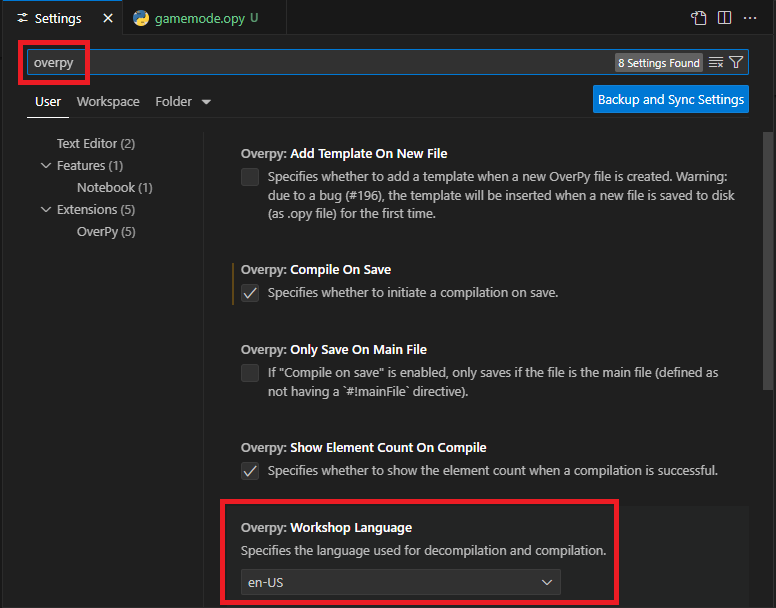 Settings
gamemode.opy U
overpy
8 Settings Found
User Workspace Folder
Backup and Sync Settings
Text Editor (2)
Features (1)
Notebook (1)
Extensions (5)
OverPy (5)
Overpy: Add Template On New File
Specifies whether to add a template when a new OverPy file is created. Warning:
due to a bug (#196), the template will be inserted when a new file is saved to disk
(as .opy file) for the first time.
Overpy: Compile On Save
Specifies whether to initiate a compilation on save.
Overpy: Only Save On Main File
If "Compile on save" is enabled, only saves if the file is the main file (defined as
not having a `#!mainFile` directive).
Overpy: Show Element Count On Compile
Specifies whether to show the element count when a compilation is successful.
Overpy: Workshop Language
Specifies the language used for decompilation and compilation.
en-US